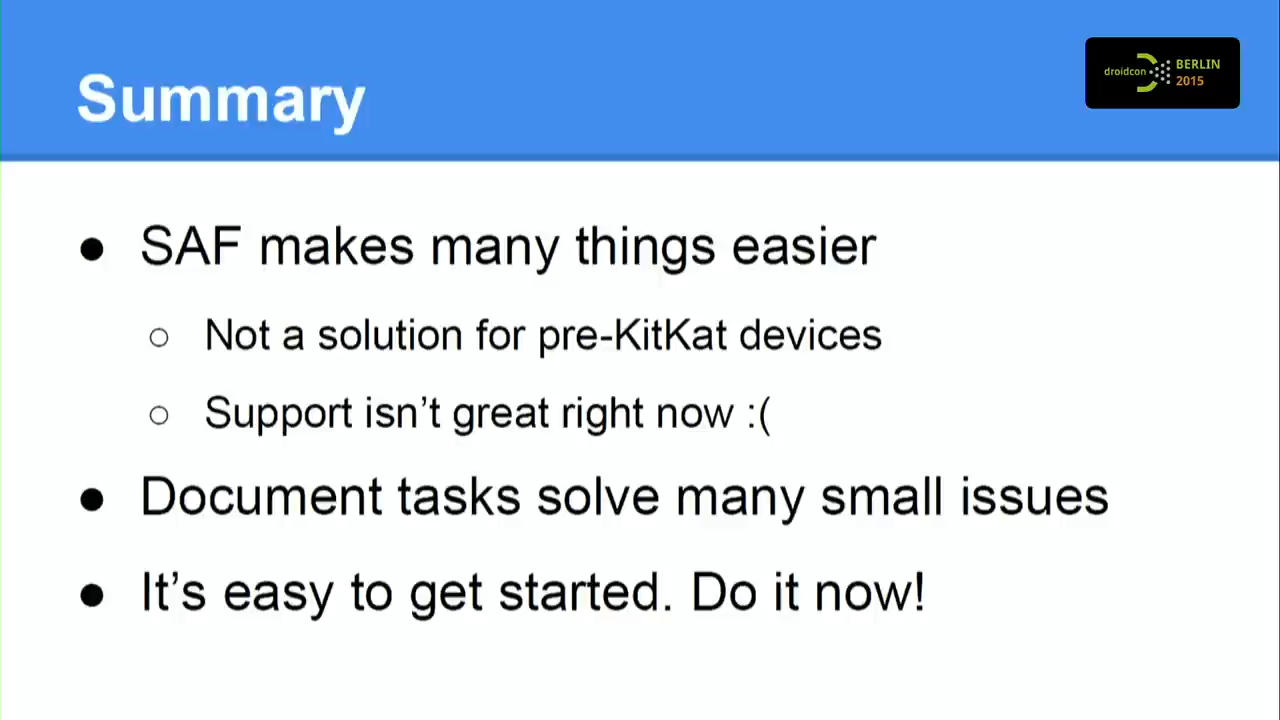 Summary
droidcon
BERLIN
2015
● SAF makes many things easier
○ Not a solution for pre-KitKat devices
○ Support isn’t great right now :(
● Document tasks solve many small issues
● It’s easy to get started. Do it now!